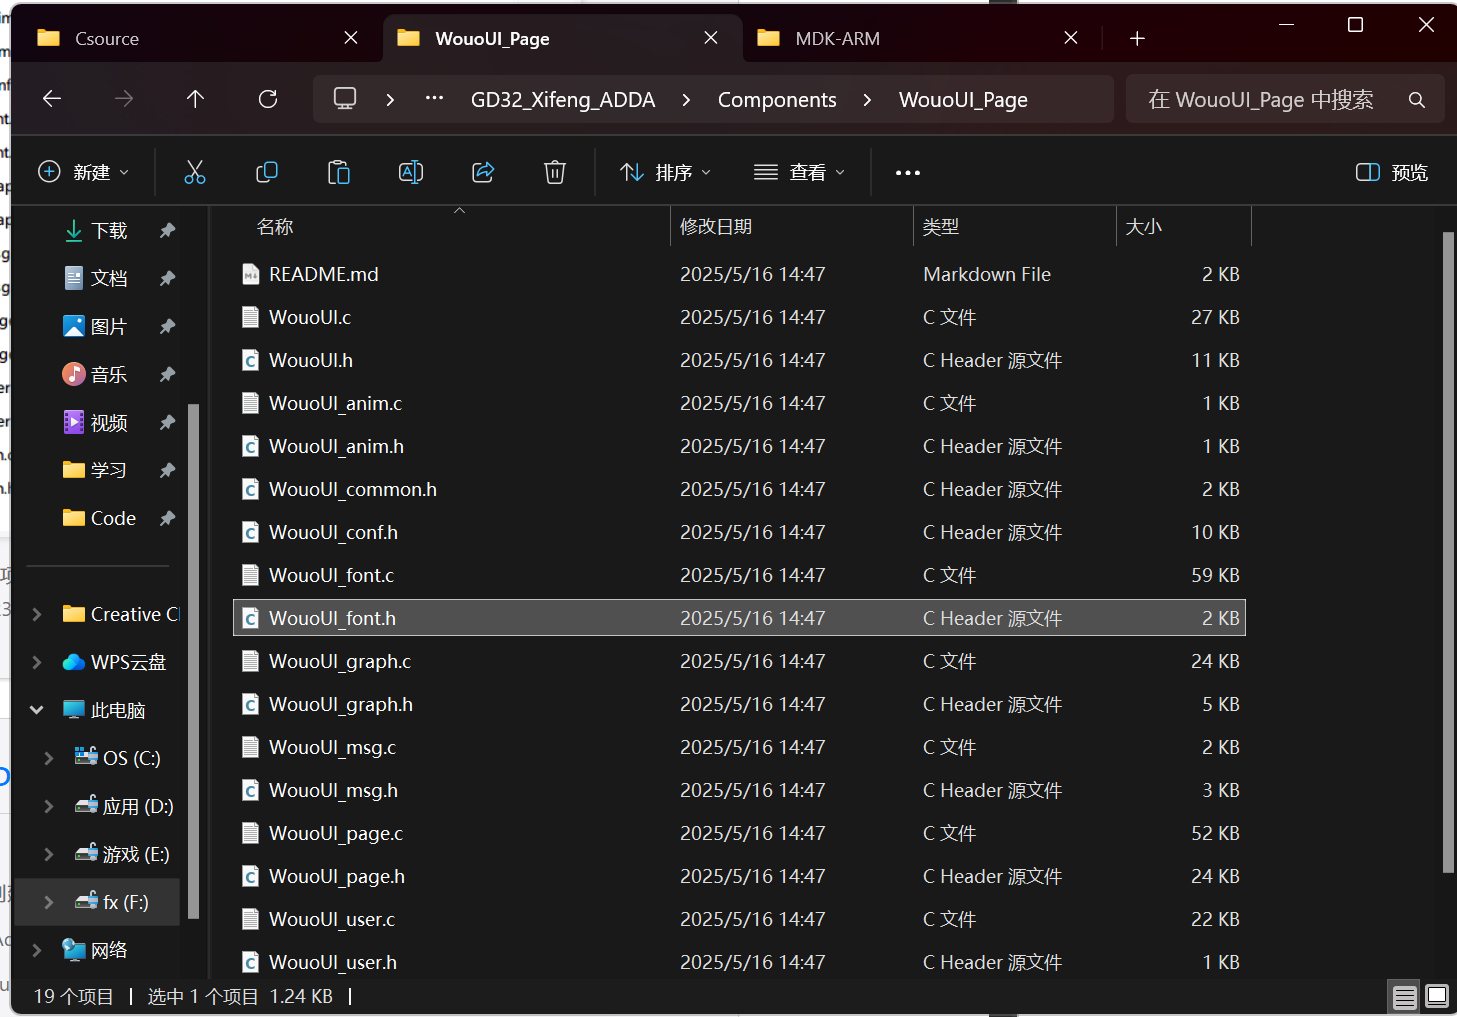 Csource
WouoUI_Page
MDK-ARM
GD32_Xifeng_ADDA
Components
WouoUI_Page
在 WouoUI_Page 中搜索
新建
排序
查看
预览
名称 修改日期 类型 大小
下载
文档
图片
音乐
视频
学习
Code
Creative Cl
WPS云盘
此电脑
OS (C:)
应用 (D:)
游戏 (E:)
fx (F:)
网络
README.md 2025/5/16 14:47 Markdown File 2 KB
WouoUI.c 2025/5/16 14:47 C 文件 27 KB
WouoUI.h 2025/5/16 14:47 C Header 源文件 11 KB
WouoUI_anim.c 2025/5/16 14:47 C 文件 1 KB
WouoUI_anim.h 2025/5/16 14:47 C Header 源文件 1 KB
WouoUI_common.h 2025/5/16 14:47 C Header 源文件 2 KB
WouoUI_conf.h 2025/5/16 14:47 C Header 源文件 10 KB
WouoUI_font.c 2025/5/16 14:47 C 文件 59 KB
WouoUI_font.h 2025/5/16 14:47 C Header 源文件 2 KB
WouoUI_graph.c 2025/5/16 14:47 C 文件 24 KB
WouoUI_graph.h 2025/5/16 14:47 C Header 源文件 5 KB
WouoUI_msg.c 2025/5/16 14:47 C 文件 2 KB
WouoUI_msg.h 2025/5/16 14:47 C Header 源文件 3 KB
WouoUI_page.c 2025/5/16 14:47 C 文件 52 KB
WouoUI_page.h 2025/5/16 14:47 C Header 源文件 24 KB
WouoUI_user.c 2025/5/16 14:47 C 文件 22 KB
WouoUI_user.h 2025/5/16 14:47 C Header 源文件 1 KB
19 个项目 选中 1 个项目 1.24 KB